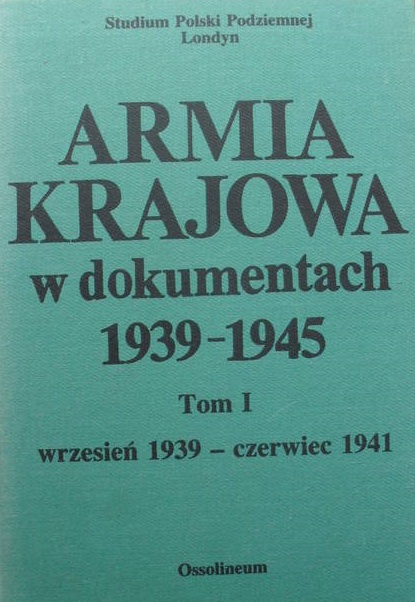 Studium Polski Podziemnej
Londyn
ARMIA
KRAJOWA
w dokumentach
1939-1945
Tom I
wrzesień 1939 – czerwiec 1941
Ossolineum